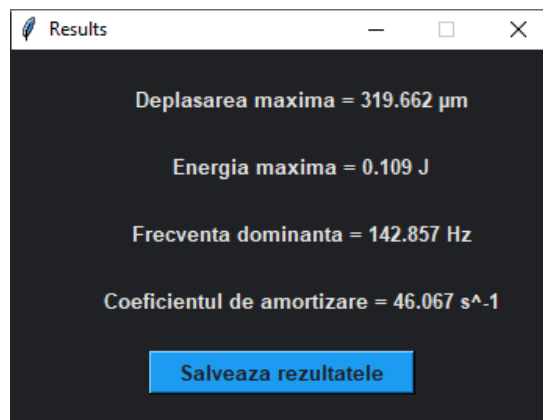 Results
Deplasarea maxima = 319.662 µm
Energia maxima = 0.109 J
Frecventa dominanta = 142.857 Hz
Coeficientul de amortizare = 46.067 s^-1
Salveaza rezultatele